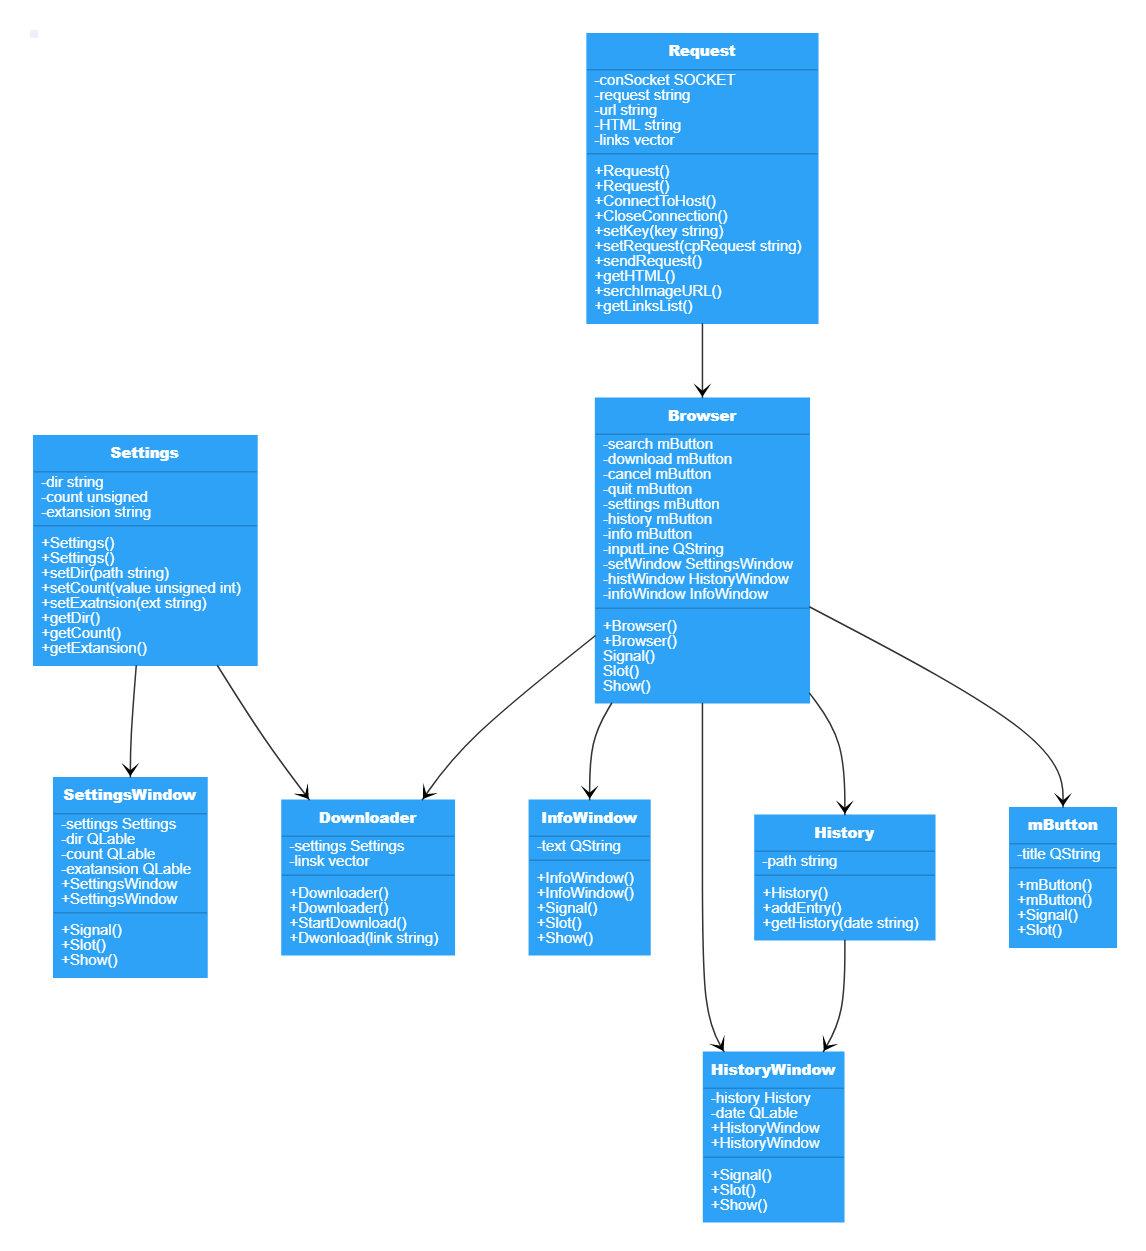 Request
-conSocket SOCKET
-request string
-url string
-HTML string
-links vector
+Request()
+Request()
+ConnectToHost()
+CloseConnection()
+setKey(key string)
+setRequest(cpRequest string)
+sendRequest()
+getHTML()
+serchImageURL()
+getLinksList()
Browser
-search mButton
-download mButton
-cancel mButton
-quit mButton
-settings mButton
-history mButton
-info mButton
-inputLine QString
-setWindow SettingsWindow
-histWindow HistoryWindow
-infoWindow InfoWindow
+Browser()
+Browser()
Signal()
Slot()
Show()
Settings
-dir string
-count unsigned
-extansion string
+Settings()
+Settings()
+setDir(path string)
+setCount(value unsigned int)
+setExatnsion(ext string)
+getDir()
+getCount()
+getExtansion()
SettingsWindow
-settings Settings
-dir QLable
-count QLable
-exatansion QLable
+SettingsWindow
+SettingsWindow
+Signal()
+Slot()
+Show()
Downloader
-settings Settings
-linsk vector
+Downloader()
+Downloader()
+StartDownload()
+Dwonload(link string)
InfoWindow
-text QString
+InfoWindow()
+InfoWindow()
+Signal()
+Slot()
+Show()
History
-path string
+History()
+addEntry()
+getHistory(date string)
mButton
-title QString
+mButton()
+mButton()
+Signal()
+Slot()
HistoryWindow
-history History
-date QLable
+HistoryWindow
+HistoryWindow
+Signal()
+Slot()
+Show()